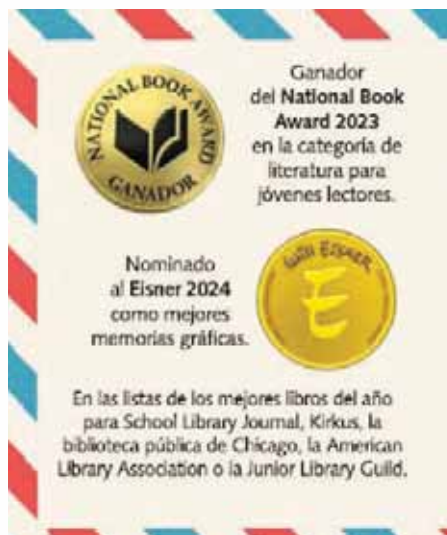 NATIONAL BOOK AWARD
GANADOR
Ganador
del National Book
Award 2023
en la categoría de
literatura para
jóvenes lectores.
Nominado
al Eisner 2024
como mejores
memorias gráficas.
WILL EISNER
E
En las listas de los mejores libros del año
para School Library Journal, Kirkus, la
biblioteca pública de Chicago, la American
Library Association o la Junior Library Guild.